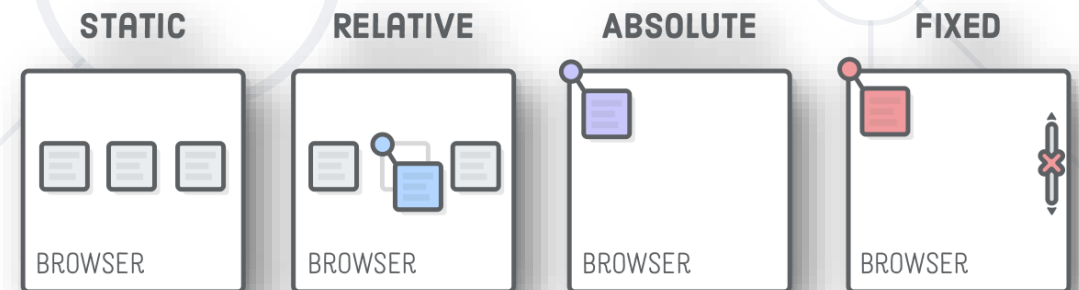 STATIC
RELATIVE
ABSOLUTE
FIXED
BROWSER
BROWSER
BROWSER
BROWSER